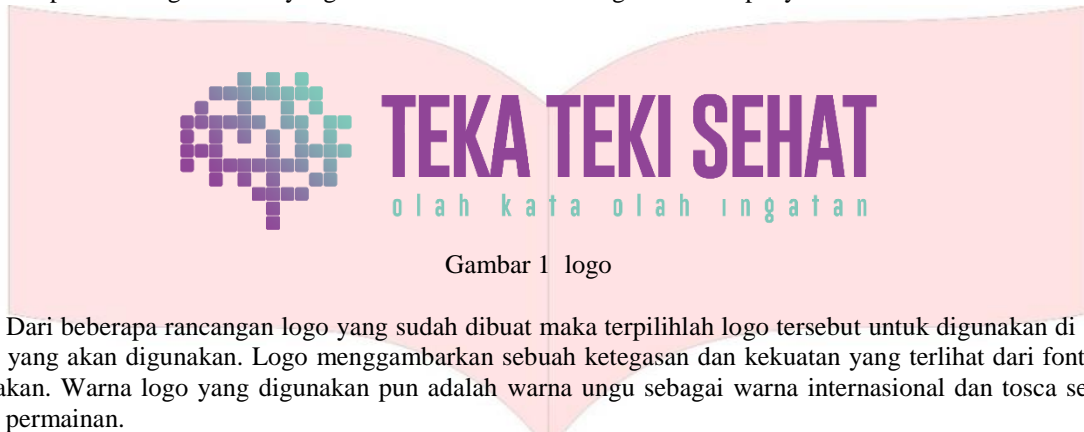 TEKA TEKI SEHAT
olah kata olah ingatan
Gambar 1 logo
Dari beberapa rancangan logo yang sudah dibuat maka terpilihlah logo tersebut untuk digunakan di
yang akan digunakan. Logo menggambarkan sebuah ketegasan dan kekuatan yang terlihat dari font
Warna logo yang digunakan pun adalah warna ungu sebagai warna internasional dan tosca
permainan.